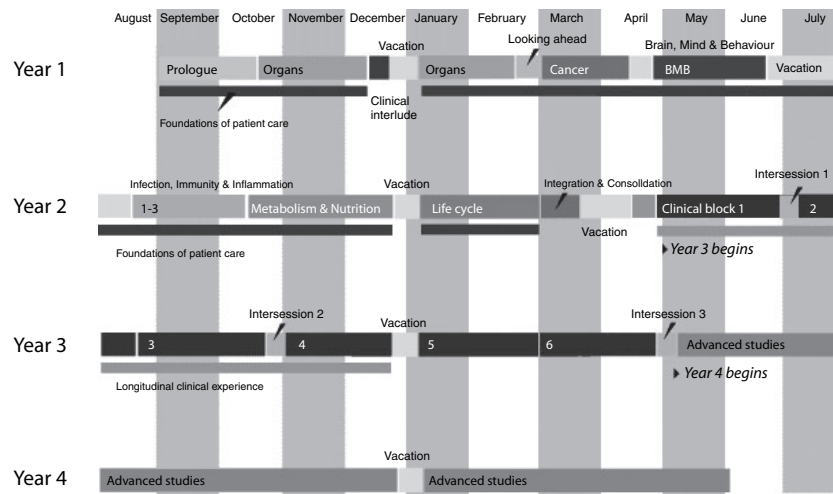 August September October November December January February March April May June July
Vacation
Looking ahead
Brain, Mind & Behaviour
Year 1
Prologue
Organs
Organs
Cancer
BMB
Vacation
Foundations of patient care
Clinical
interlude
Intersession 1
Infection, Immunity & Inflammation
Vacation
Integration & Consolldation
Year 2
1-3
Metabolism & Nutrition
Life cycle
Clinical block 1
2
Foundations of patient care
Vacation
Year 3 begins
Intersession 2
Vacation
Intersession 3
Year 3
3
4
5
6
Advanced studies
Longitudinal clinical experience
Year 4 begins
Vacation
Year 4
Advanced studies
Advanced studies